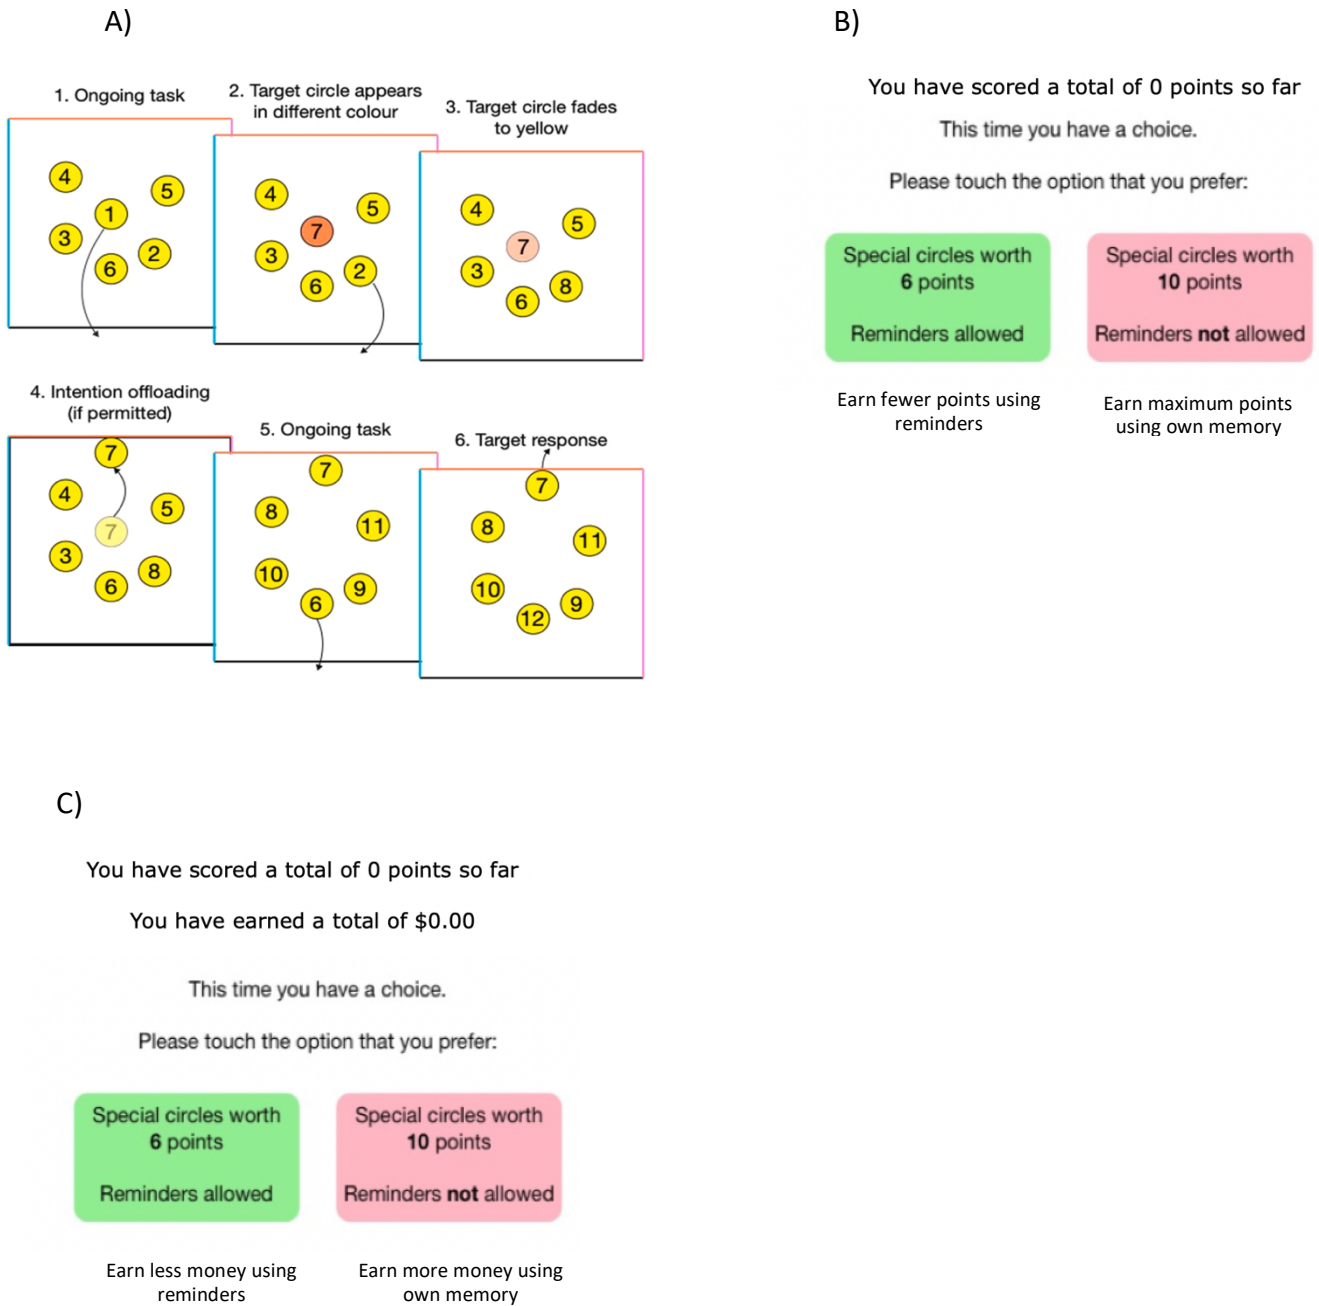 A)
1. Ongoing task
4
5
1
3
2
6
2. Target circle appears
in different colour
4
5
7
3
2
6
3. Target circle fades
to yellow
4
5
7
3
8
6
4. Intention offloading
(if permitted)
7
4
5
7
3
8
6
5. Ongoing task
7
8
11
10
9
6
6. Target response
7
8
11
10
9
12
B)
You have scored a total of 0 points so far
This time you have a choice.
Please touch the option that you prefer:
Special circles worth
6 points
Reminders allowed
Special circles worth
10 points
Reminders not allowed
Earn fewer points using
reminders
Earn maximum points
using own memory
C)
You have scored a total of 0 points so far
You have earned a total of $0.00
This time you have a choice.
Please touch the option that you prefer:
Special circles worth
6 points
Reminders allowed
Special circles worth
10 points
Reminders not allowed
Earn less money using
reminders
Earn more money using
own memory